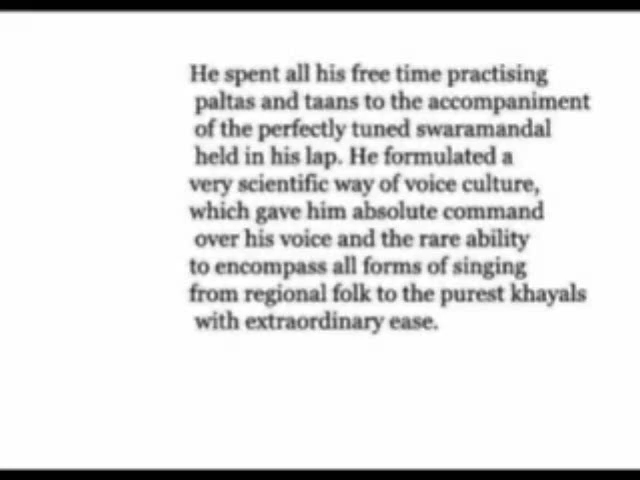 He spent all his free time practising
paltas and taans to the accompaniment
of the perfectly tuned swaramandal
held in his lap. He formulated a
very scientific way of voice culture,
which gave him absolute command
over his voice and the rare ability
to encompass all forms of singing
from regional folk to the purest khayals
with extraordinary ease.